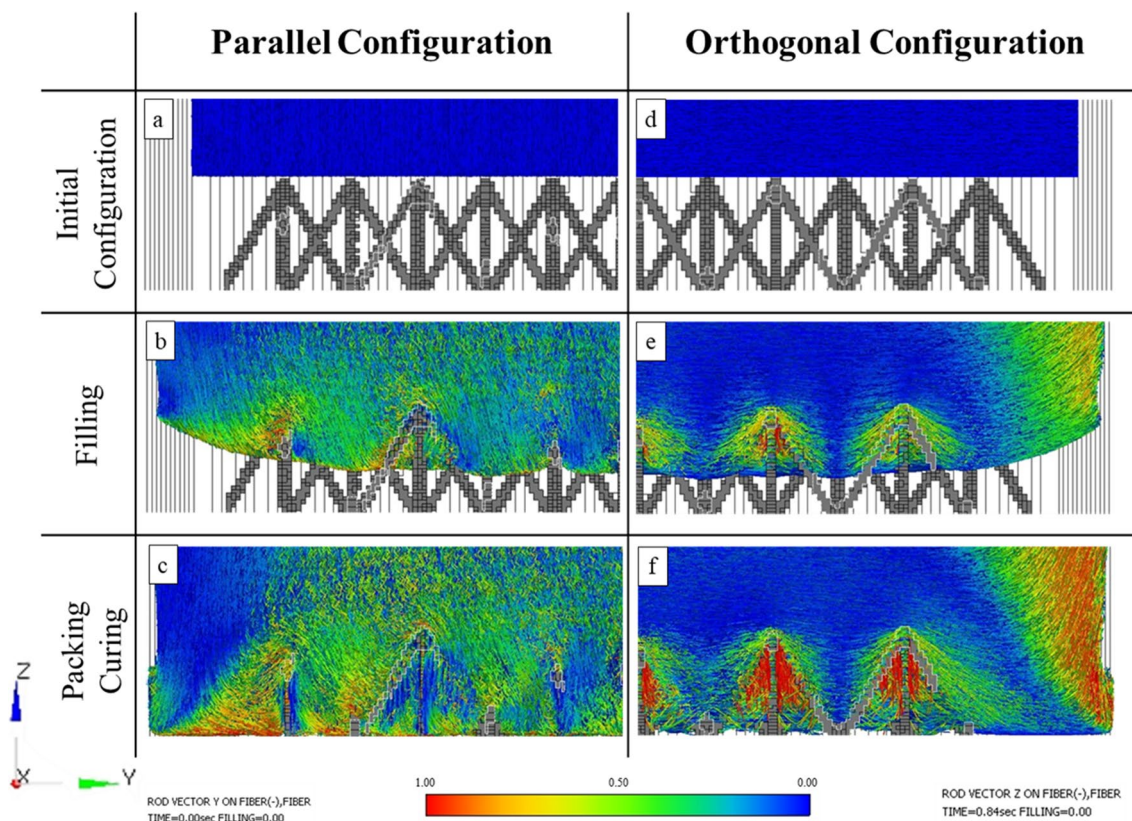 Parallel Configuration
Orthogonal Configuration
Initial
Configuration
a
d
Filling
b
e
Packing
Curing
c
f
Z
X
Y
1.00
0.50
0.00
ROD VECTOR Y ON FIBER(-),FIBER
TIME=0.00sec FILLING=0.00
ROD VECTOR Z ON FIBER(-),FIBER
TIME=0.84sec FILLING=0.00